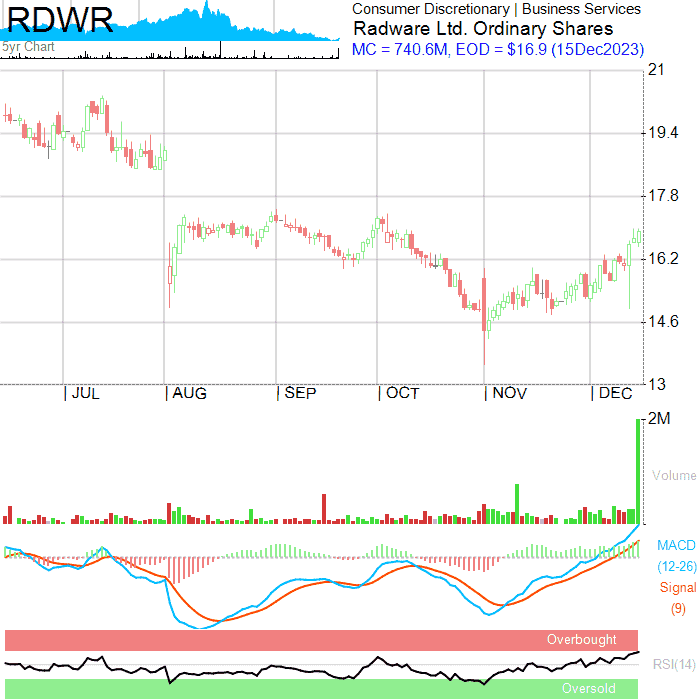 RDWR
5yr Chart
Consumer Discretionary | Business Services
Radware Ltd. Ordinary Shares
MC = 740.6M, EOD = $16.9 (15Dec2023)
21
19.4
17.8
16.2
14.6
13
| JUL | AUG | SEP | OCT | NOV | DEC
2M
Volume
MACD
(12-26)
Signal
(9)
Overbought
RSI(14)
Oversold